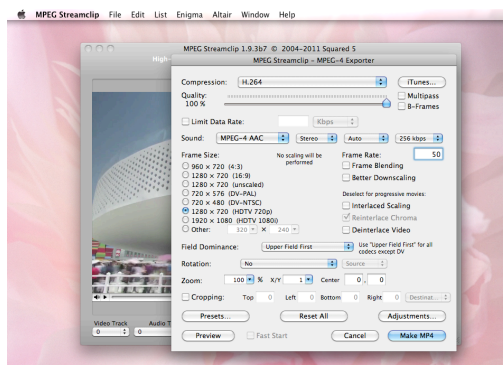 MPEG Streamclip File Edit List Enigma Altair Window Help
MPEG Streamclip 1.9.3b7 © 2004-2011 Squared 5
High-
MPEG Streamclip - MPEG-4 Exporter
Compression: H.264 iTunes...
Quality: Multipass
100 % B-Frames
Limit Data Rate: Kbps
Sound: MPEG-4 AAC Stereo Auto 256 kbps
Frame Size: No scaling will be performed Frame Rate: 50
960 × 720 (4:3) Frame Blending
1280 × 720 (16:9) Better Downscaling
1280 × 720 (unscaled)
720 × 576 (DV-PAL) Deselect for progressive movies:
720 × 480 (DV-NTSC) Interlaced Scaling
1280 × 720 (HDTV 720p) Reinterlace Chroma
1920 × 1080 (HDTV 1080i) Deinterlace Video
Other: 320 × 240
Field Dominance: Upper Field First Use "Upper Field First" for all codecs except DV
Rotation: No Source
Zoom: 100 % X/Y 1 Center 0 , 0
Cropping: Top 0 Left 0 Bottom 0 Right 0 Destinat...
Presets... Reset All Adjustments...
Video Track Audio T
0 0
Preview Fast Start Cancel Make MP4